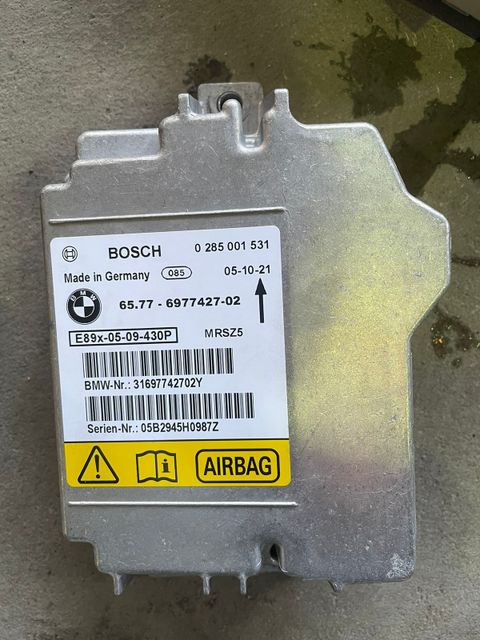 BOSCH 0 285 001 531
Made in Germany 085 05-10-21
BMW 65.77 - 6977427-02
E89x-05-09-430P MRSZ5
BMW-Nr.: 31697742702Y
Serien-Nr.: 05B2945H0987Z
AIRBAG